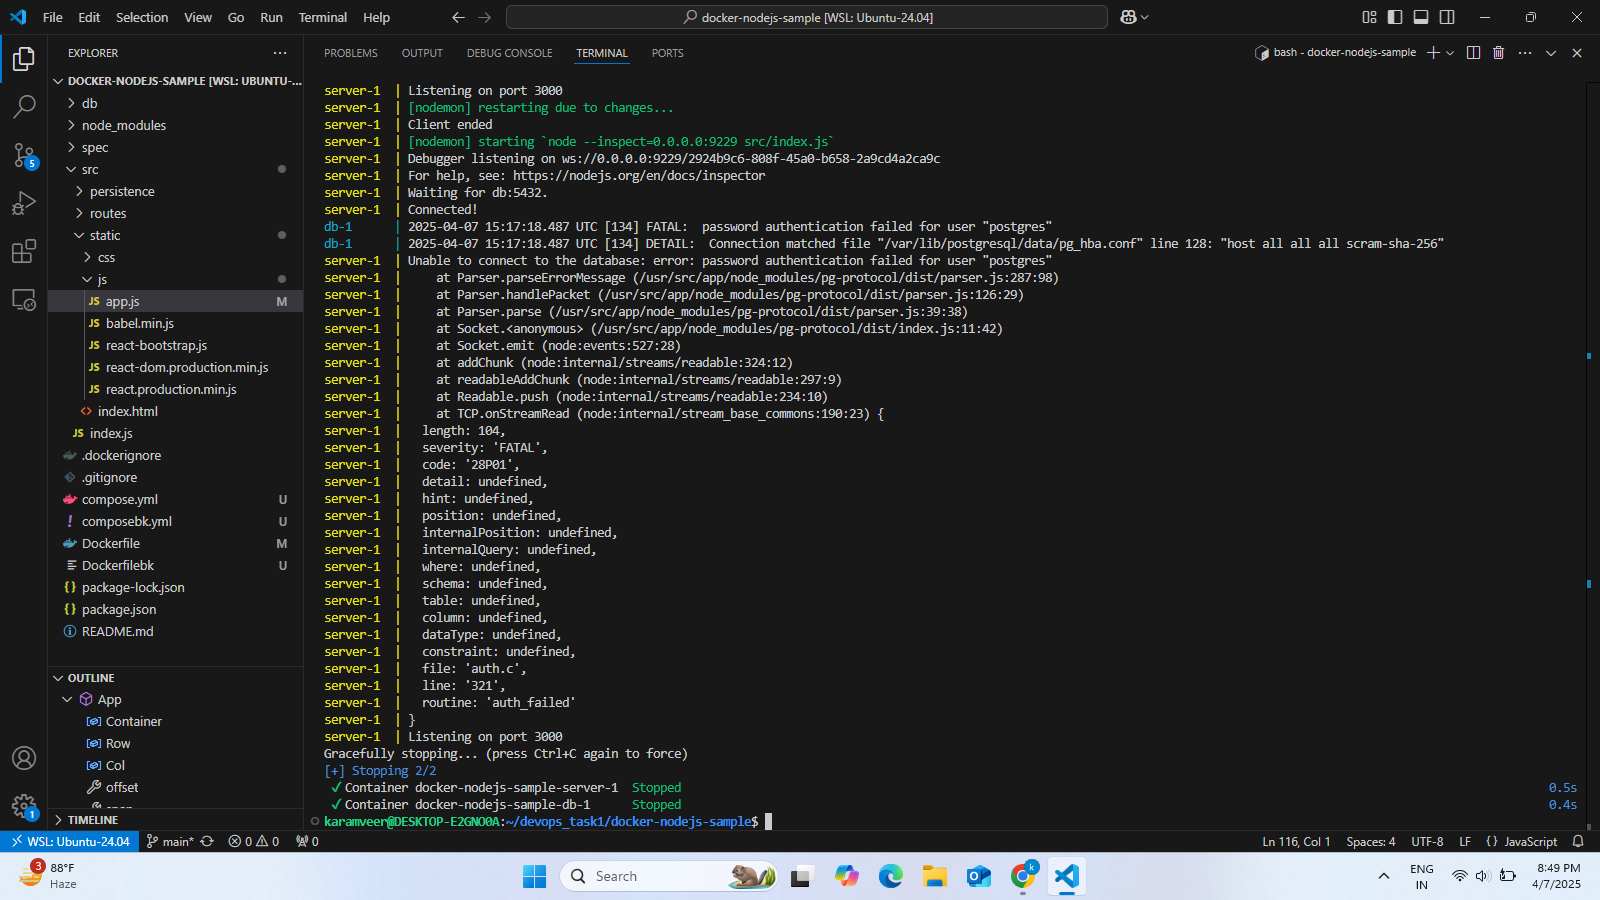 File Edit Selection View Go Run Terminal Help
docker-nodejs-sample [WSL: Ubuntu-24.04]
EXPLORER
DOCKER-NODEJS-SAMPLE [WSL: UBUNTU-...
db
node_modules
spec
src
persistence
routes
static
css
js
JS app.js M
JS babel.min.js
JS react-bootstrap.js
JS react-dom.production.min.js
JS react.production.min.js
<> index.html
JS index.js
.dockerignore
.gitignore
compose.yml U
! composebk.yml U
Dockerfile M
Dockerfilebk U
{} package-lock.json
{} package.json
README.md
OUTLINE
App
Container
Row
Col
offset
TIMELINE
5
1
PROBLEMS OUTPUT DEBUG CONSOLE TERMINAL PORTS
bash - docker-nodejs-sample
server-1 | Listening on port 3000
server-1 | [nodemon] restarting due to changes...
server-1 | Client ended
server-1 | [nodemon] starting `node --inspect=0.0.0.0:9229 src/index.js`
server-1 | Debugger listening on ws://0.0.0.0:9229/2924b9c6-808f-45a0-b658-2a9cd4a2ca9c
server-1 | For help, see: https://nodejs.org/en/docs/inspector
server-1 | Waiting for db:5432.
server-1 | Connected!
db-1 | 2025-04-07 15:17:18.487 UTC [134] FATAL:  password authentication failed for user "postgres"
db-1 | 2025-04-07 15:17:18.487 UTC [134] DETAIL:  Connection matched file "/var/lib/postgresql/data/pg_hba.conf" line 128: "host all all all scram-sha-256"
server-1 | Unable to connect to the database: error: password authentication failed for user "postgres"
server-1 | at Parser.parseErrorMessage (/usr/src/app/node_modules/pg-protocol/dist/parser.js:287:98)
server-1 | at Parser.handlePacket (/usr/src/app/node_modules/pg-protocol/dist/parser.js:126:29)
server-1 | at Parser.parse (/usr/src/app/node_modules/pg-protocol/dist/parser.js:39:38)
server-1 | at Socket.<anonymous> (/usr/src/app/node_modules/pg-protocol/dist/index.js:11:42)
server-1 | at Socket.emit (node:events:527:28)
server-1 | at addChunk (node:internal/streams/readable:324:12)
server-1 | at readableAddChunk (node:internal/streams/readable:297:9)
server-1 | at Readable.push (node:internal/streams/readable:234:10)
server-1 | at TCP.onStreamRead (node:internal/stream_base_commons:190:23) {
server-1 | length: 104,
server-1 | severity: 'FATAL',
server-1 | code: '28P01',
server-1 | detail: undefined,
server-1 | hint: undefined,
server-1 | position: undefined,
server-1 | internalPosition: undefined,
server-1 | internalQuery: undefined,
server-1 | where: undefined,
server-1 | schema: undefined,
server-1 | table: undefined,
server-1 | column: undefined,
server-1 | dataType: undefined,
server-1 | constraint: undefined,
server-1 | file: 'auth.c',
server-1 | line: '321',
server-1 | routine: 'auth_failed'
server-1 | }
server-1 | Listening on port 3000
Gracefully stopping... (press Ctrl+C again to force)
[+] Stopping 2/2
✔ Container docker-nodejs-sample-server-1 Stopped 0.5s
✔ Container docker-nodejs-sample-db-1 Stopped 0.4s
karamveer@DESKTOP-E2GNO0A:~/devops_task1/docker-nodejs-sample$
WSL: Ubuntu-24.04 main* 0 0 0 Ln 116, Col 1 Spaces: 4 UTF-8 LF {} JavaScript
3
88°F
Haze
Search
k
ENG
IN
8:49 PM
4/7/2025